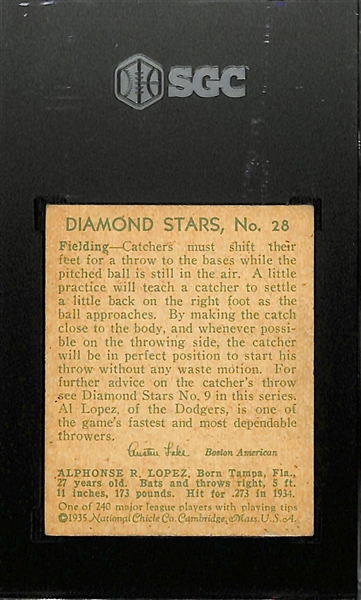 SGC
DIAMOND STARS, No. 28
Fielding—Catchers must shift their
feet for a throw to the bases while the
pitched ball is still in the air. A little
practice will teach a catcher to settle
a little back on the right foot as the
ball approaches. By making the catch
close to the body, and whenever possi-
ble on the throwing side, the catcher
will be in perfect position to start his
throw without any waste motion. For
further advice on the catcher's throw
see Diamond Stars No. 9 in this series.
Al Lopez, of the Dodgers, is one of
the game's fastest and most dependable
throwers.
Austen Lake Boston American
ALPHONSE R. LOPEZ, Born Tampa, Fla.,
27 years old. Bats and throws right, 5 ft.
11 inches, 173 pounds. Hit for .273 in 1934.
One of 240 major league players with playing tips
©1935 National Chicle Co. Cambridge, Mass. U.S.A.